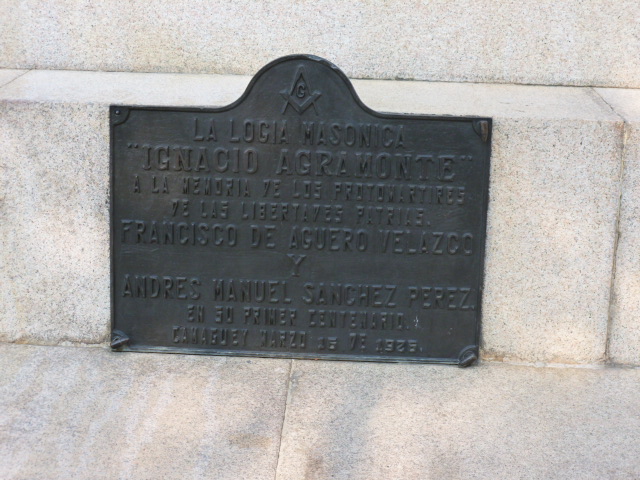 G
LA LOGIA MASONICA
"IGNACIO AGRAMONTE"
A LA MEMORIA DE LOS PROTOMARTIRES
DE LAS LIBERTADES PATRIAS.
FRANCISCO DE AGUERO VELAZCO
Y
ANDRES MANUEL SANCHEZ PEREZ.
EN SU PRIMER CENTENARIO.
CAMAGUEY MARZO 15 DE 1926.